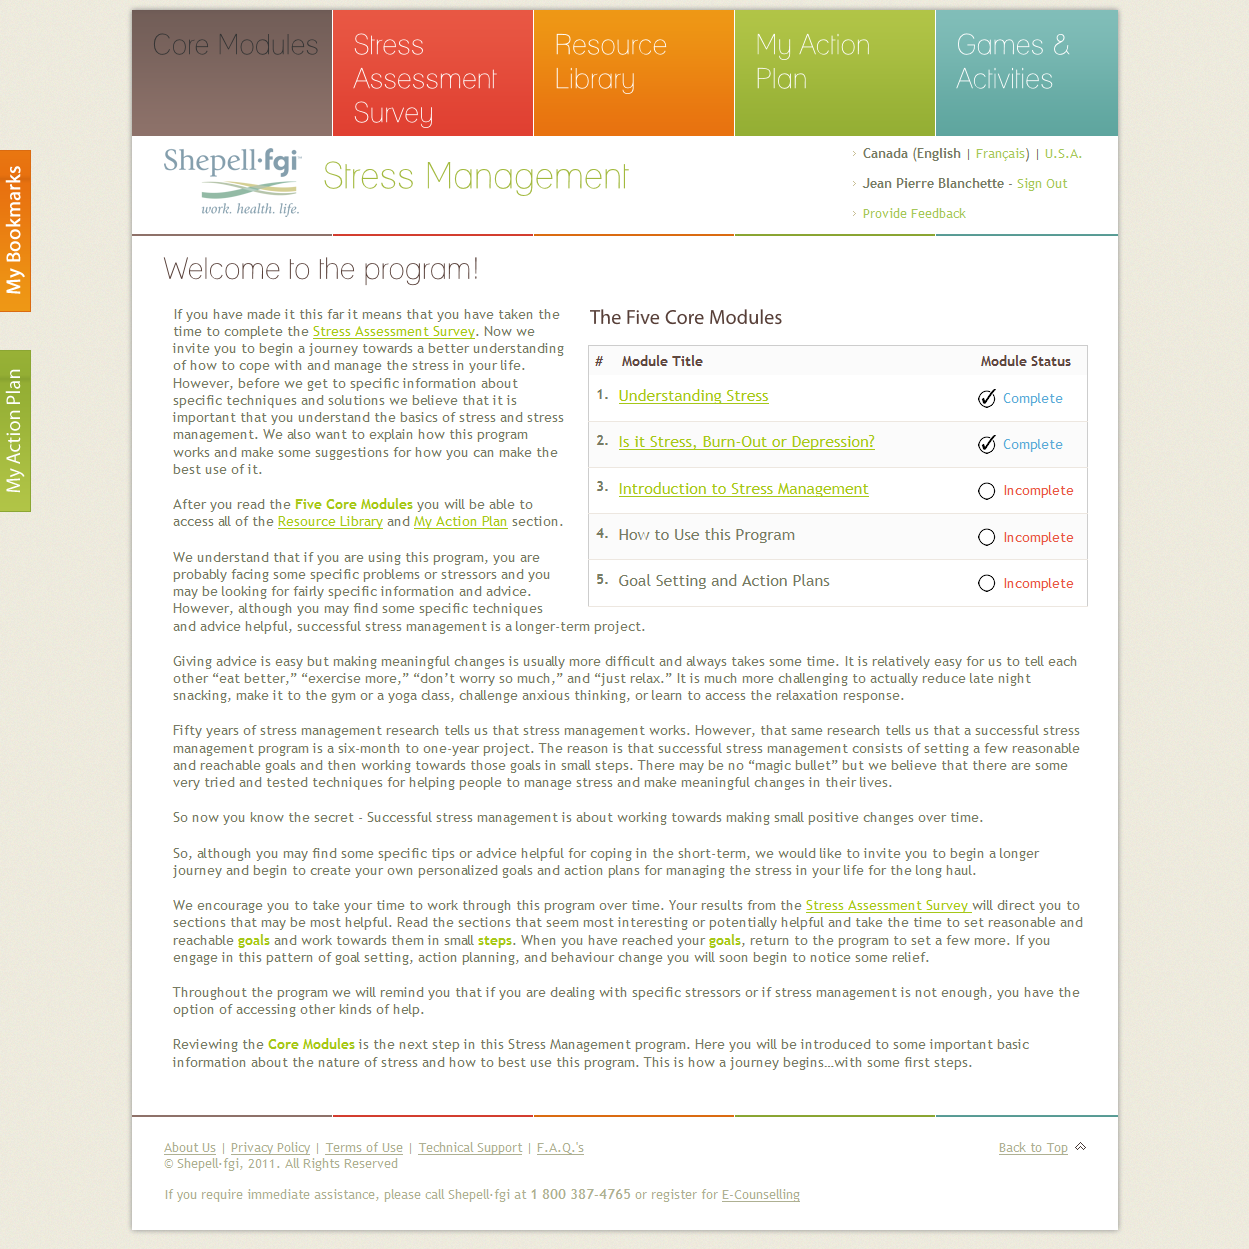 Core Modules
Stress
Assessment
Survey
Resource
Library
My Action
Plan
Games &
Activities
My Bookmarks
My Action Plan
Shepell·fgi™
work. health. life.
Stress Management
Canada (English | Français) | U.S.A.
Jean Pierre Blanchette - Sign Out
Provide Feedback
Welcome to the program!
If you have made it this far it means that you have taken the
time to complete the Stress Assessment Survey. Now we
invite you to begin a journey towards a better understanding
of how to cope with and manage the stress in your life.
However, before we get to specific information about
specific techniques and solutions we believe that it is
important that you understand the basics of stress and stress
management. We also want to explain how this program
works and make some suggestions for how you can make the
best use of it.
After you read the Five Core Modules you will be able to
access all of the Resource Library and My Action Plan section.
We understand that if you are using this program, you are
probably facing some specific problems or stressors and you
may be looking for fairly specific information and advice.
However, although you may find some specific techniques
and advice helpful, successful stress management is a longer-term project.
The Five Core Modules
# Module Title Module Status
1. Understanding Stress Complete
2. Is it Stress, Burn-Out or Depression? Complete
3. Introduction to Stress Management Incomplete
4. How to Use this Program Incomplete
5. Goal Setting and Action Plans Incomplete
Giving advice is easy but making meaningful changes is usually more difficult and always takes some time. It is relatively easy for us to tell each
other “eat better,” “exercise more,” “don’t worry so much,” and “just relax.” It is much more challenging to actually reduce late night
snacking, make it to the gym or a yoga class, challenge anxious thinking, or learn to access the relaxation response.
Fifty years of stress management research tells us that stress management works. However, that same research tells us that a successful stress
management program is a six-month to one-year project. The reason is that successful stress management consists of setting a few reasonable
and reachable goals and then working towards those goals in small steps. There may be no “magic bullet” but we believe that there are some
very tried and tested techniques for helping people to manage stress and make meaningful changes in their lives.
So now you know the secret - Successful stress management is about working towards making small positive changes over time.
So, although you may find some specific tips or advice helpful for coping in the short-term, we would like to invite you to begin a longer
journey and begin to create your own personalized goals and action plans for managing the stress in your life for the long haul.
We encourage you to take your time to work through this program over time. Your results from the Stress Assessment Survey will direct you to
sections that may be most helpful. Read the sections that seem most interesting or potentially helpful and take the time to set reasonable and
reachable goals and work towards them in small steps. When you have reached your goals, return to the program to set a few more. If you
engage in this pattern of goal setting, action planning, and behaviour change you will soon begin to notice some relief.
Throughout the program we will remind you that if you are dealing with specific stressors or if stress management is not enough, you have the
option of accessing other kinds of help.
Reviewing the Core Modules is the next step in this Stress Management program. Here you will be introduced to some important basic
information about the nature of stress and how to best use this program. This is how a journey begins...with some first steps.
About Us | Privacy Policy | Terms of Use | Technical Support | F.A.Q.'s
Back to Top
© Shepell·fgi, 2011. All Rights Reserved
If you require immediate assistance, please call Shepell·fgi at 1 800 387-4765 or register for E-Counselling